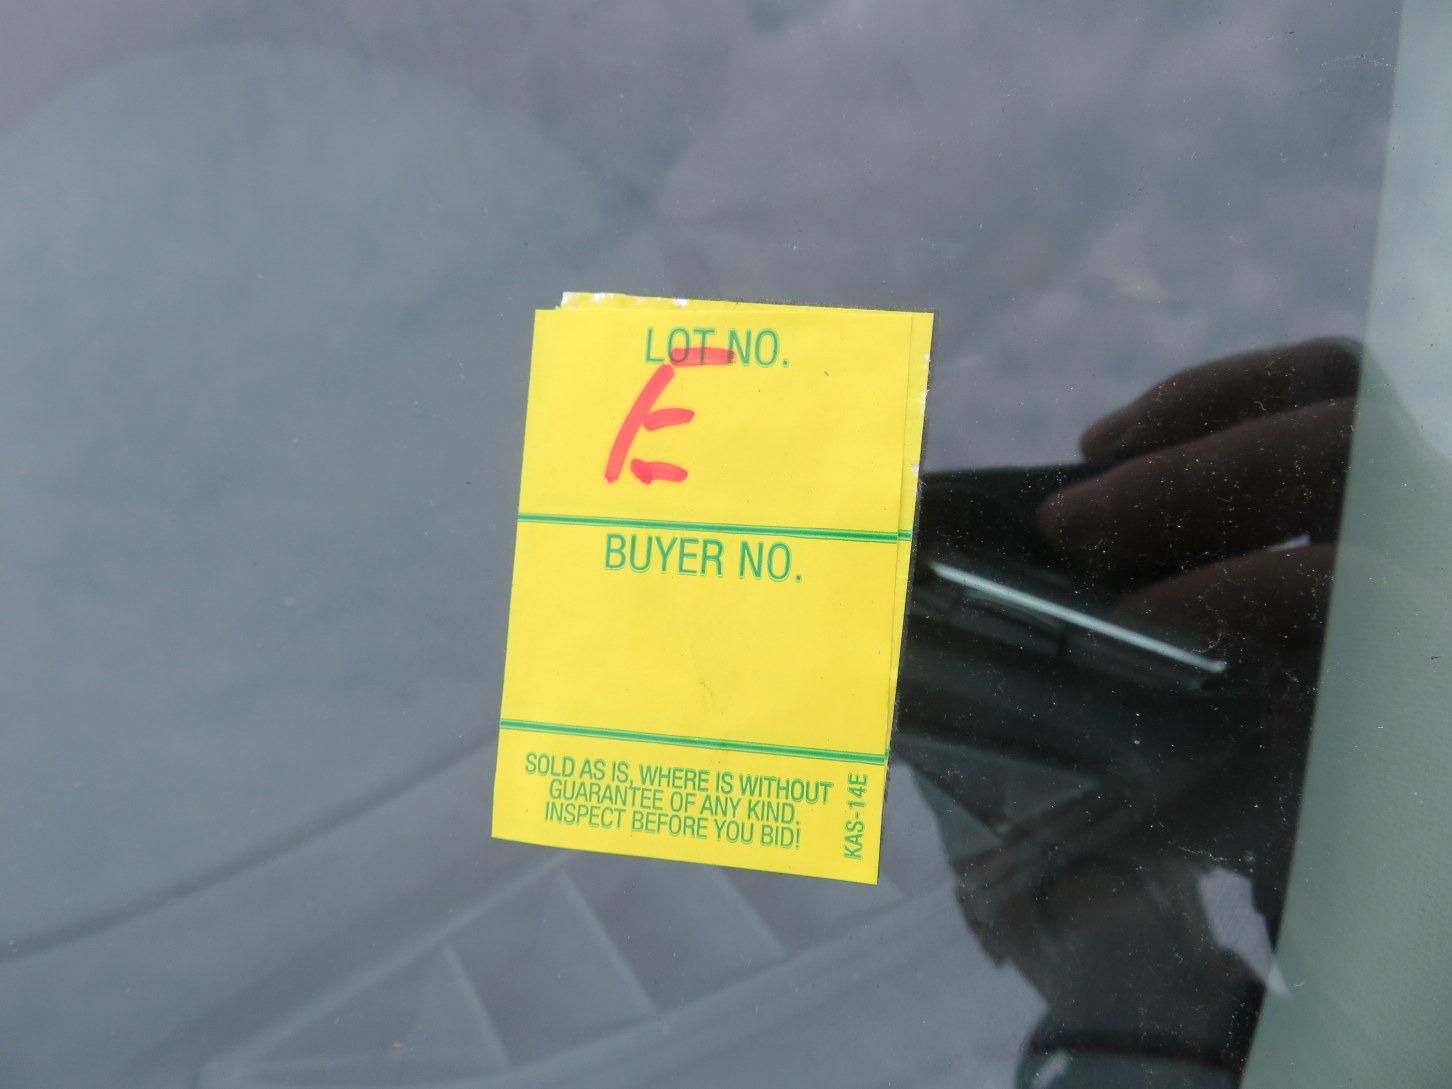 LOT NO.
E
BUYER NO.
SOLD AS IS, WHERE IS WITHOUT
GUARANTEE OF ANY KIND.
INSPECT BEFORE YOU BID!
KAS-14E